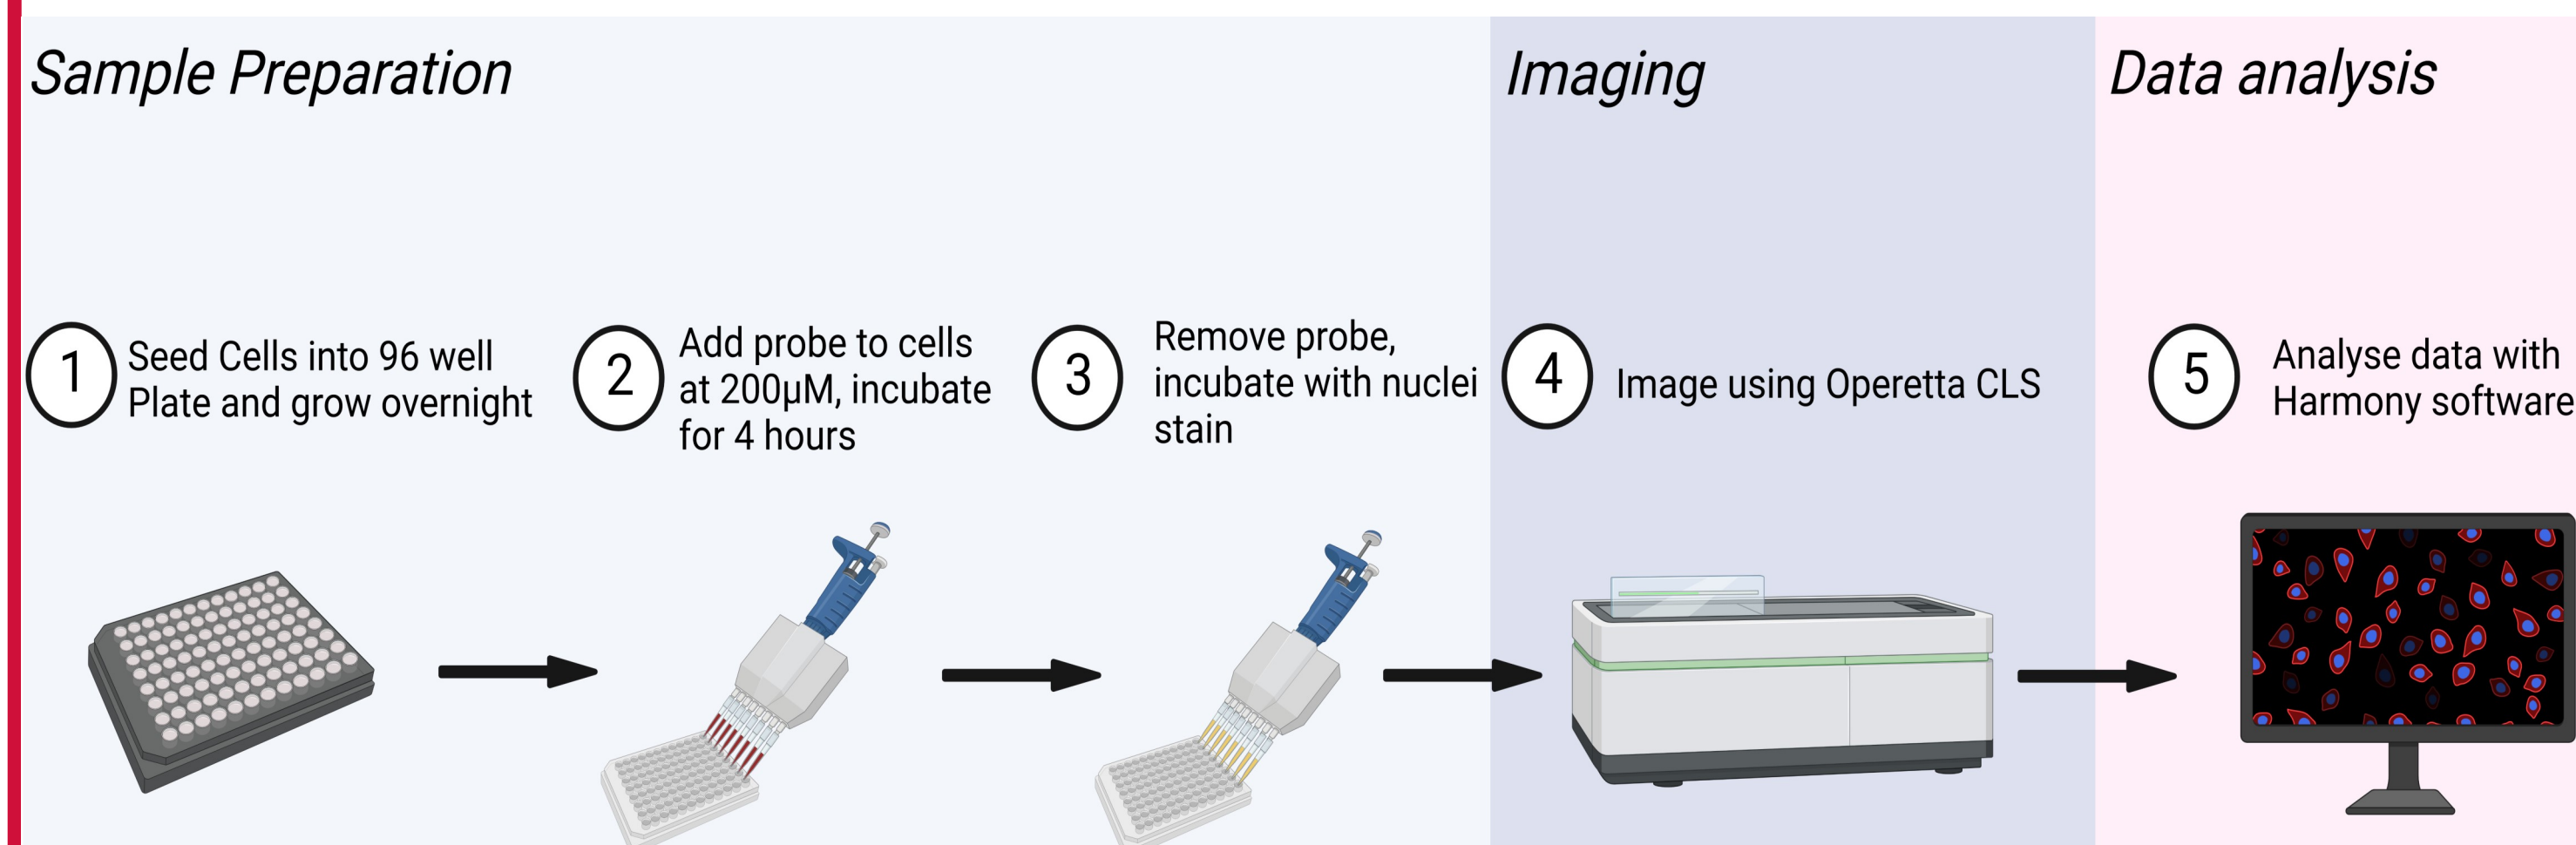 Sample Preparation
Imaging
Data analysis
1
Seed Cells into 96 well
Plate and grow overnight
2
Add probe to cells
at 200µM, incubate
for 4 hours
3
Remove probe,
incubate with nuclei
stain
4
Image using Operetta CLS
5
Analyse data with
Harmony software